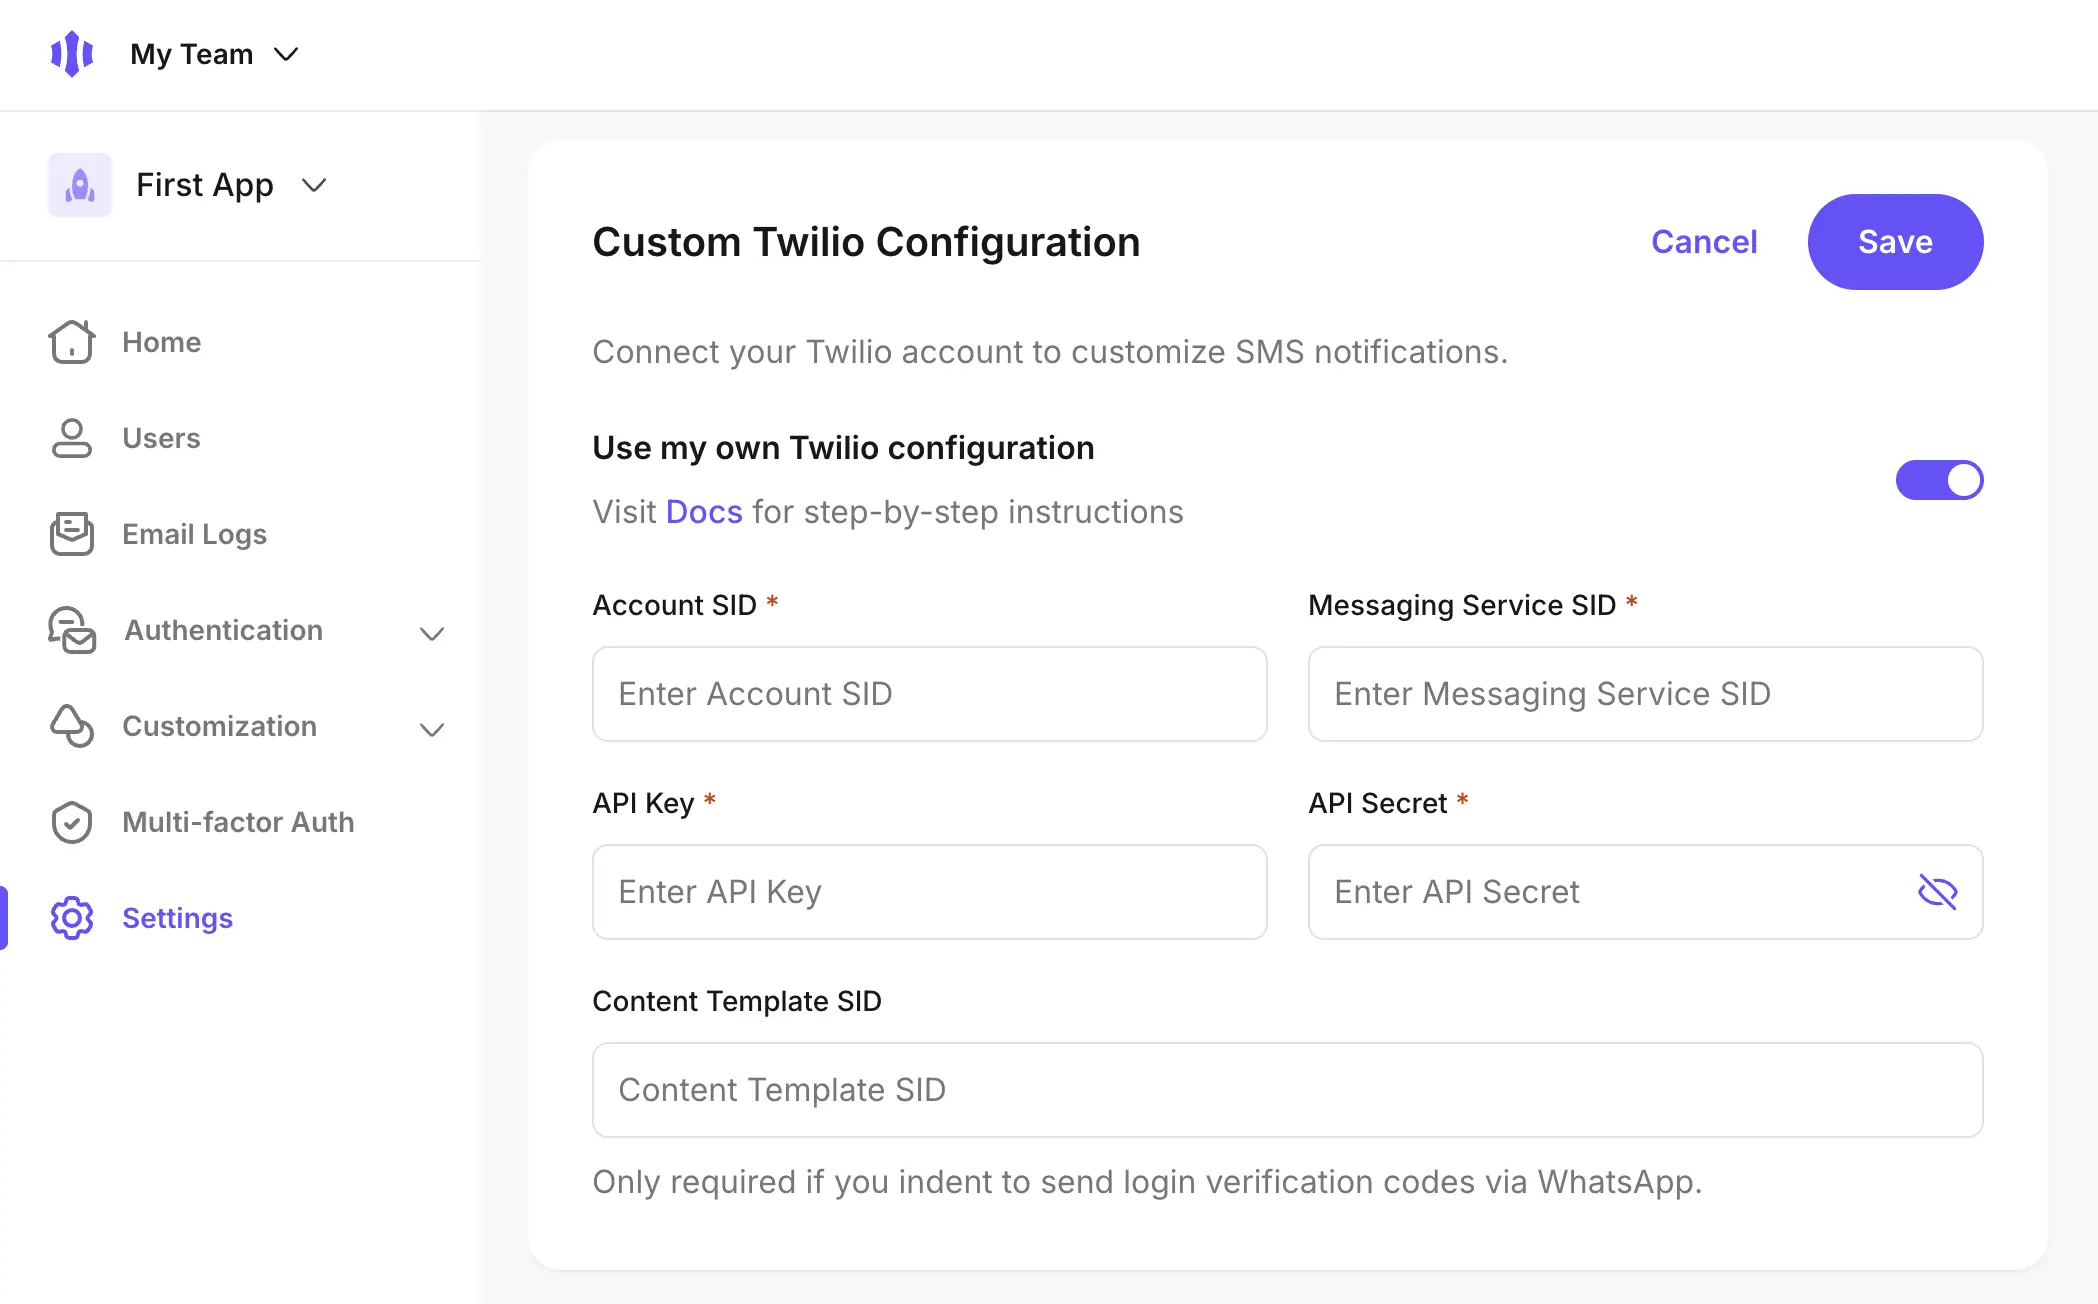 My Team
First App
Home
Users
Email Logs
Authentication
Customization
Multi-factor Auth
Settings
Custom Twilio Configuration
Cancel
Save
Connect your Twilio account to customize SMS notifications.
Use my own Twilio configuration
Visit Docs for step-by-step instructions
Account SID *
Messaging Service SID *
Enter Account SID
Enter Messaging Service SID
API Key *
API Secret *
Enter API Key
Enter API Secret
Content Template SID
Content Template SID
Only required if you indent to send login verification codes via WhatsApp.